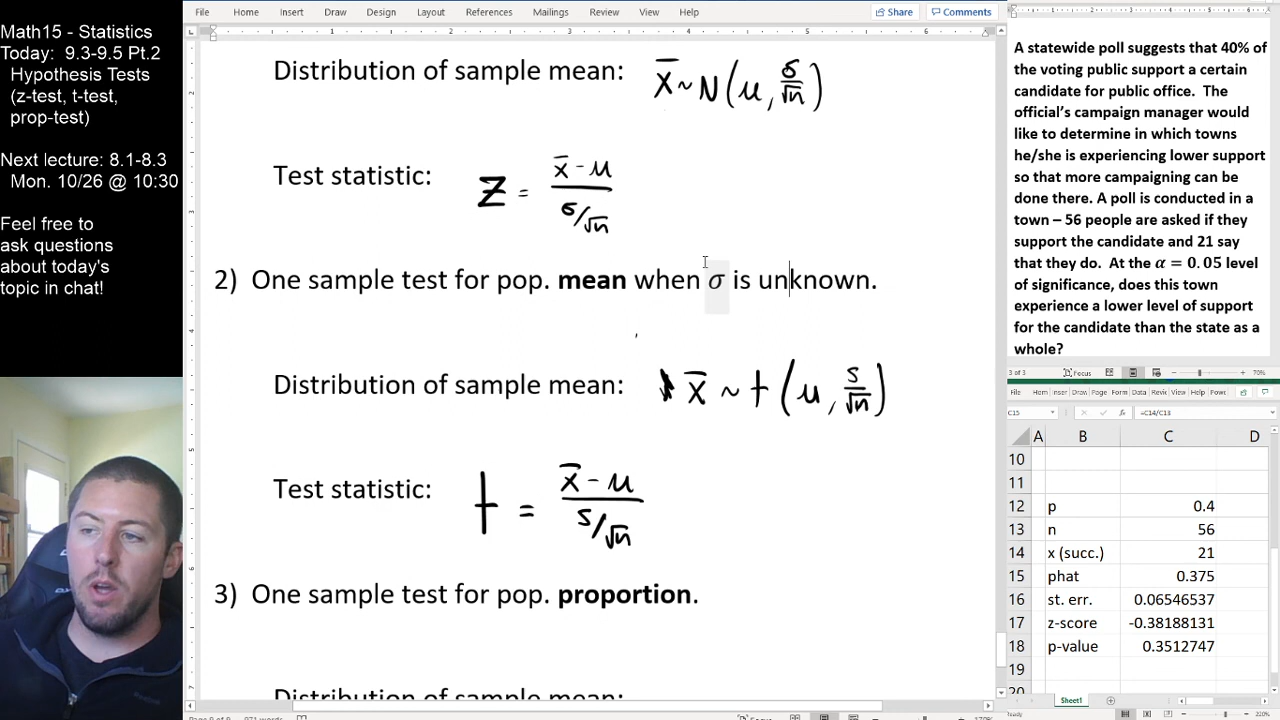 Math15 - Statistics
Today: 9.3-9.5 Pt.2
Hypothesis Tests
(z-test, t-test,
prop-test)
Next lecture: 8.1-8.3
Mon. 10/26 @ 10:30
Feel free to
ask questions
about today's
topic in chat!
File Home Insert Draw Design Layout References Mailings Review View Help Share Comments
Distribution of sample mean: x̄ ~ N(μ, σ/√n)
Test statistic: z = (x̄ - μ)/(σ/√n)
2) One sample test for pop. mean when σ is unknown.
Distribution of sample mean: x̄ ~ t(μ, s/√n)
Test statistic: t = (x̄ - μ)/(s/√n)
3) One sample test for pop. proportion.
Distribution of sample mean:
A statewide poll suggests that 40% of
the voting public support a certain
candidate for public office. The
official's campaign manager would
like to determine in which towns
he/she is experiencing lower support
so that more campaigning can be
done there. A poll is conducted in a
town – 56 people are asked if they
support the candidate and 21 say
that they do. At the α = 0.05 level
of significance, does this town
experience a lower level of support
for the candidate than the state as a
whole?
3 of 3 Focus 70%
C15 =C14/C13
A B C D
10
11
12 p 0.4
13 n 56
14 x (succ.) 21
15 phat 0.375
16 st. err. 0.06546537
17 z-score -0.38188131
18 p-value 0.3512747
19
20
Sheet1
220%